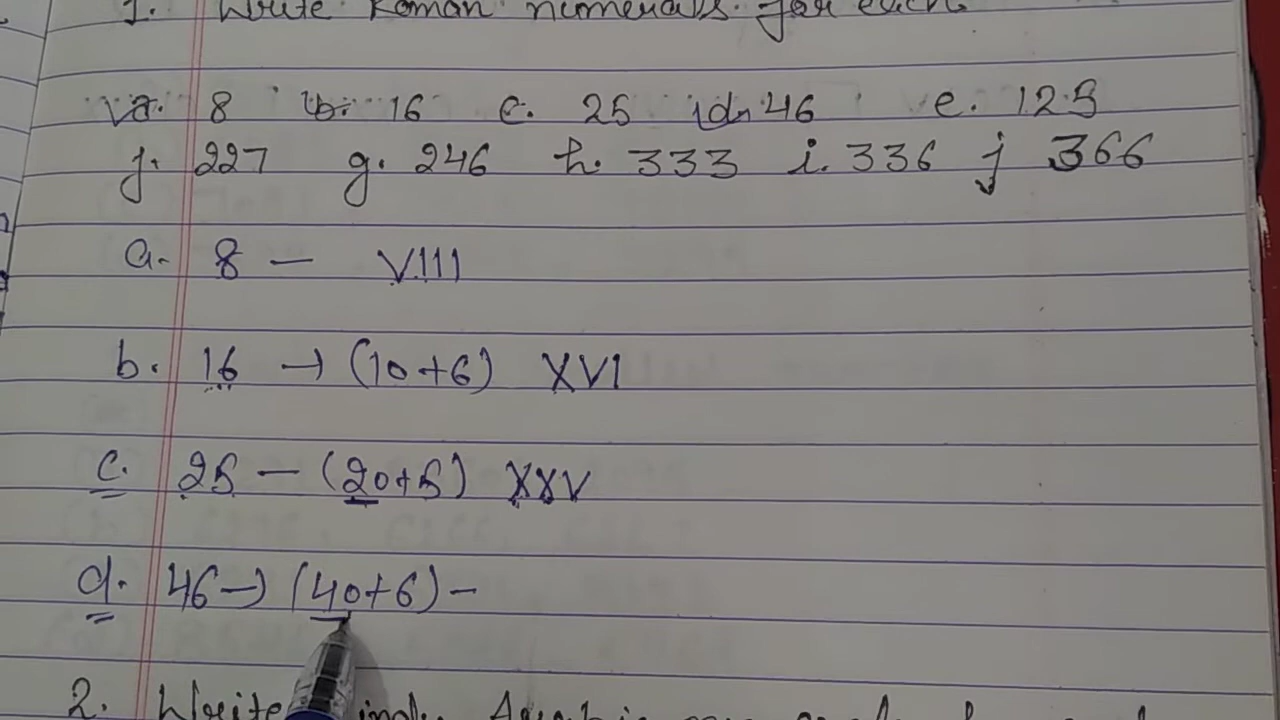 1. Write Roman numerals for each.
a. 8 b. 16 c. 25 d. 46 e. 125
f. 227 g. 246 h. 333 i. 336 j 366
a. 8 — VIII
b. 16 → (10+6) XVI
c. 25 — (20+5) XXV
d. 46 → (40+6) –
2. Write